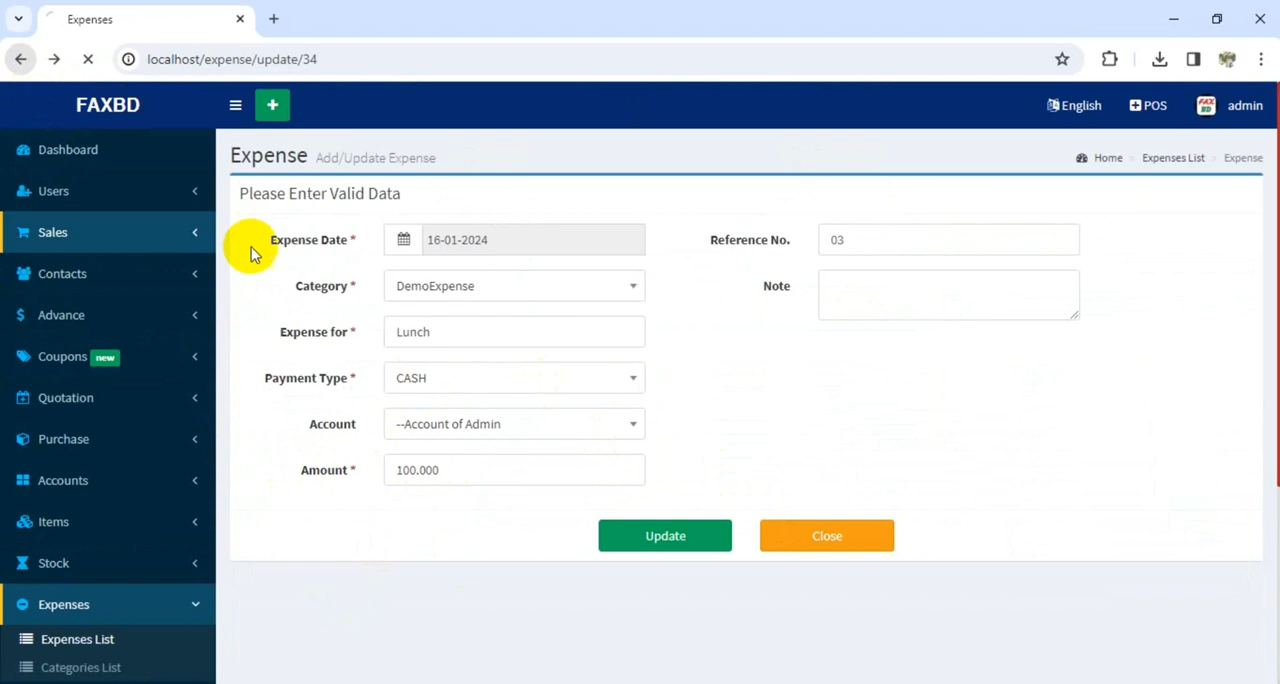 Expenses
localhost/expense/update/34
FAXBD
English
POS
FAX BD
admin
Dashboard
Users
Sales
Contacts
Advance
Coupons new
Quotation
Purchase
Accounts
Items
Stock
Expenses
Expenses List
Categories List
Expense Add/Update Expense
Home
Expenses List
Expense
Please Enter Valid Data
Expense Date * 16-01-2024
Category * DemoExpense
Expense for * Lunch
Payment Type * CASH
Account --Account of Admin
Amount * 100.000
Reference No. 03
Note
Update
Close